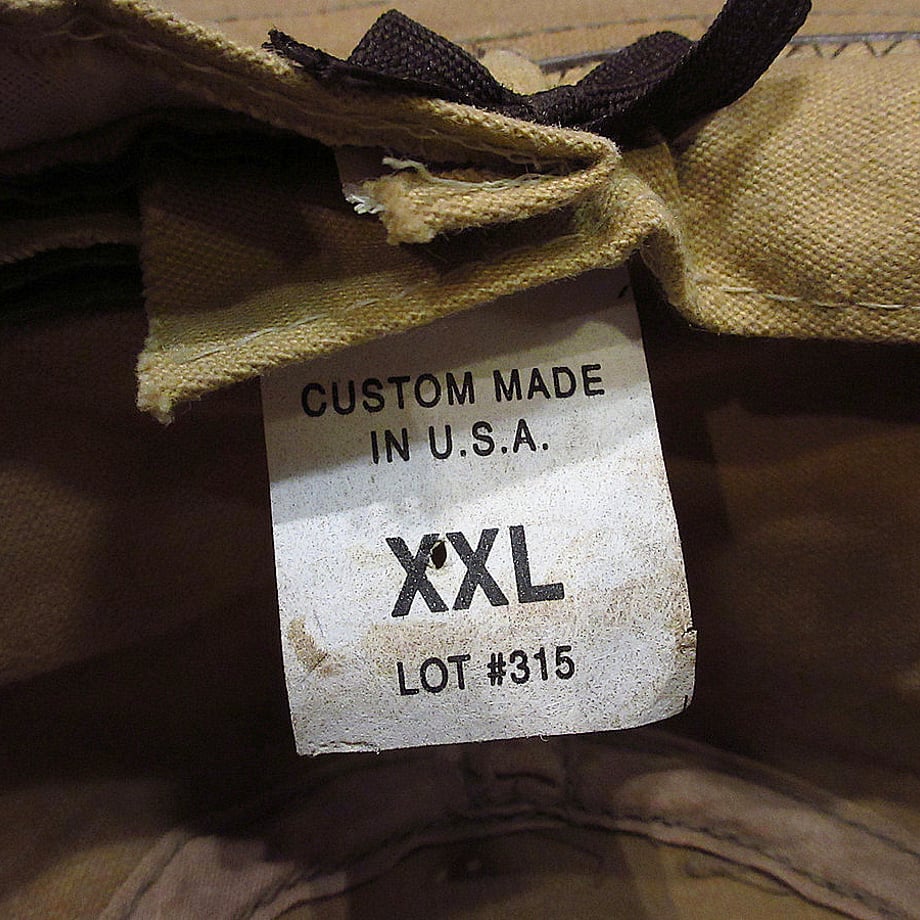 CUSTOM MADE
IN U.S.A.
XXL
LOT #315